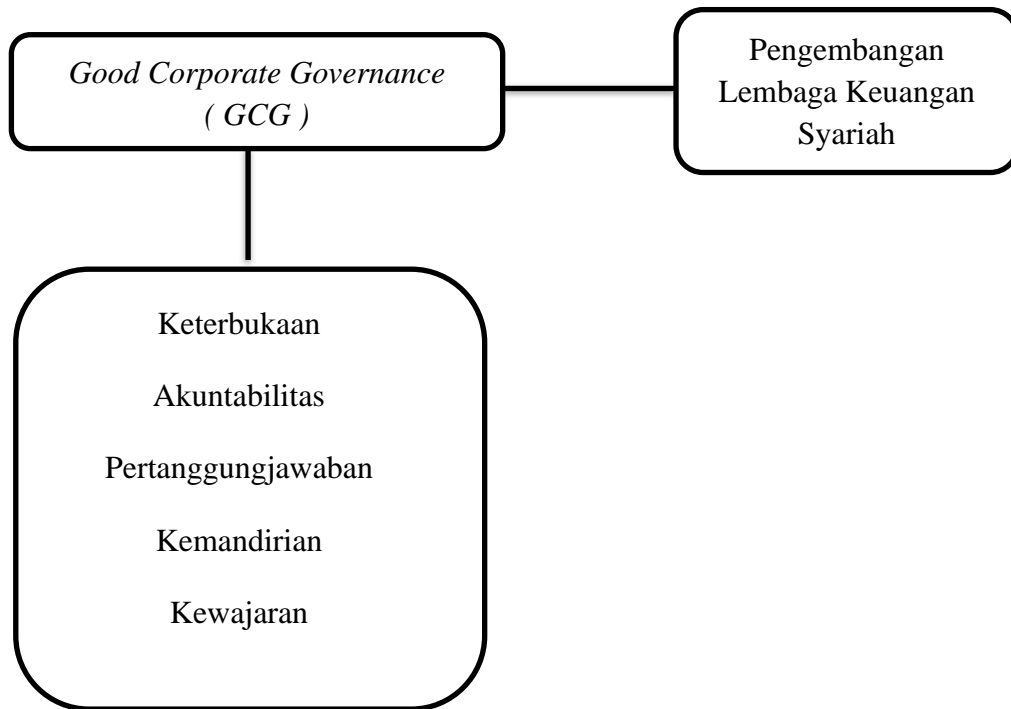 Good Corporate Governance
( GCG )
Pengembangan
Lembaga Keuangan
Syariah
Keterbukaan
Akuntabilitas
Pertanggungjawaban
Kemandirian
Kewajaran